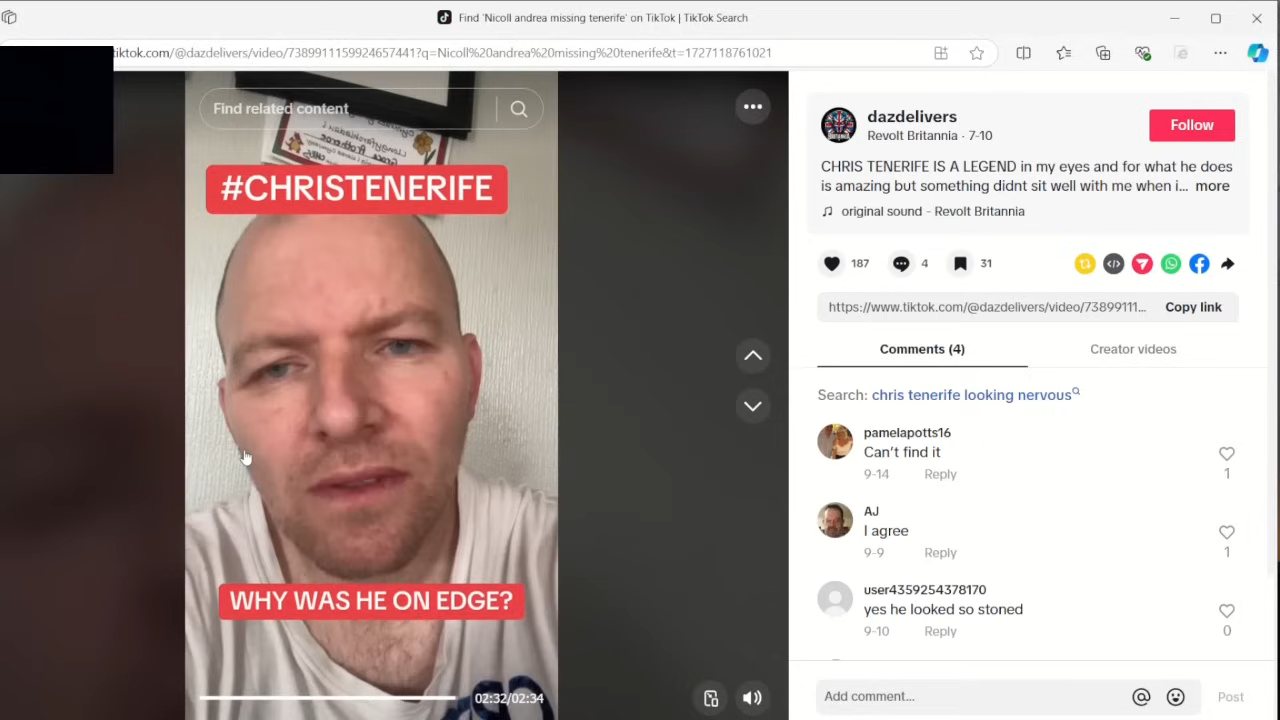 Find 'Nicoll andrea missing tenerife' on TikTok | TikTok Search
tiktok.com/@dazdelivers/video/7389911159924657441?q=Nicoll%20andrea%20missing%20tenerife&t=1727118761021
Find related content
#CHRISTENERIFE
WHY WAS HE ON EDGE?
02:32/02:34
dazdelivers
Revolt Britannia · 7-10
Follow
CHRIS TENERIFE IS A LEGEND in my eyes and for what he does
is amazing but something didnt sit well with me when i... more
original sound - Revolt Britannia
187
4
31
https://www.tiktok.com/@dazdelivers/video/73899111...
Copy link
Comments (4)
Creator videos
Search: chris tenerife looking nervous
pamelapotts16
Can't find it
9-14 Reply
1
AJ
I agree
9-9 Reply
1
user4359254378170
yes he looked so stoned
9-10 Reply
0
Add comment...
Post